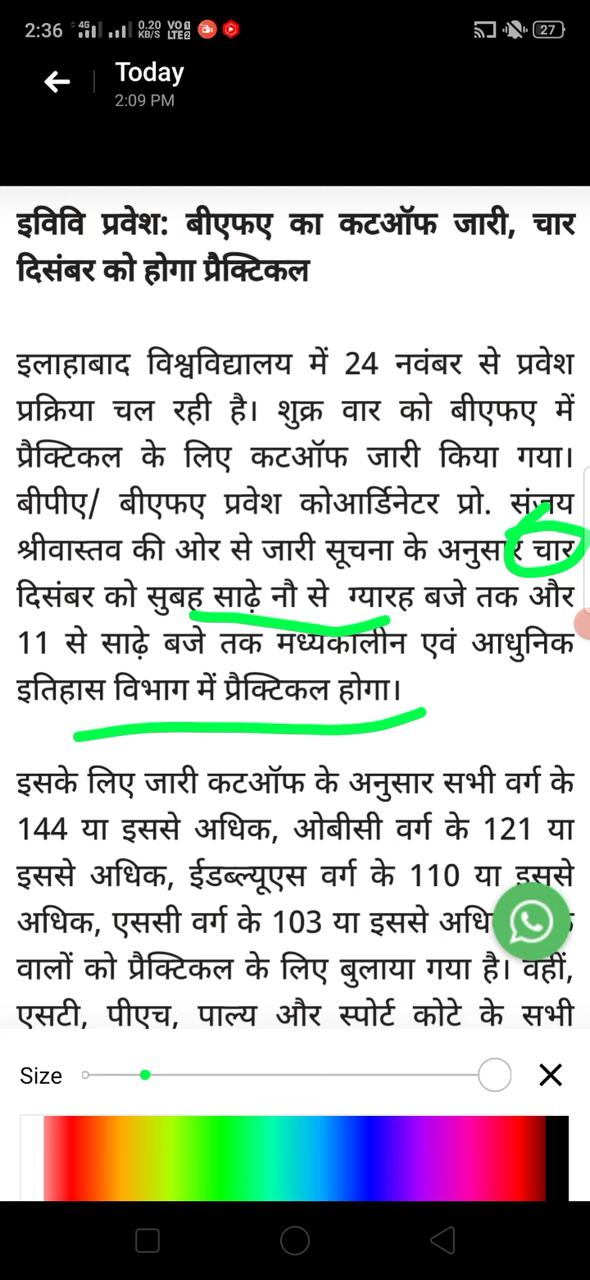 2:36 4G 0.20 KB/S VO LTE 27
Today
2:09 PM
इविवि प्रवेश: बीएफए का कटऑफ जारी, चार
दिसंबर को होगा प्रैक्टिकल
इलाहाबाद विश्वविद्यालय में 24 नवंबर से प्रवेश
प्रक्रिया चल रही है। शुक्र वार को बीएफए में
प्रैक्टिकल के लिए कटऑफ जारी किया गया।
बीपीए/ बीएफए प्रवेश कोआर्डिनेटर प्रो. संजय
श्रीवास्तव की ओर से जारी सूचना के अनुसार चार
दिसंबर को सुबह साढ़े नौ से ग्यारह बजे तक और
11 से साढ़े बजे तक मध्यकालीन एवं आधुनिक
इतिहास विभाग में प्रैक्टिकल होगा।
इसके लिए जारी कटऑफ के अनुसार सभी वर्ग के
144 या इससे अधिक, ओबीसी वर्ग के 121 या
इससे अधिक, ईडब्ल्यूएस वर्ग के 110 या इससे
अधिक, एससी वर्ग के 103 या इससे
वालों को प्रैक्टिकल के लिए बुलाया गया है। वहीं,
एसटी, पीएच, पाल्य और स्पोर्ट कोटे के सभी
Size